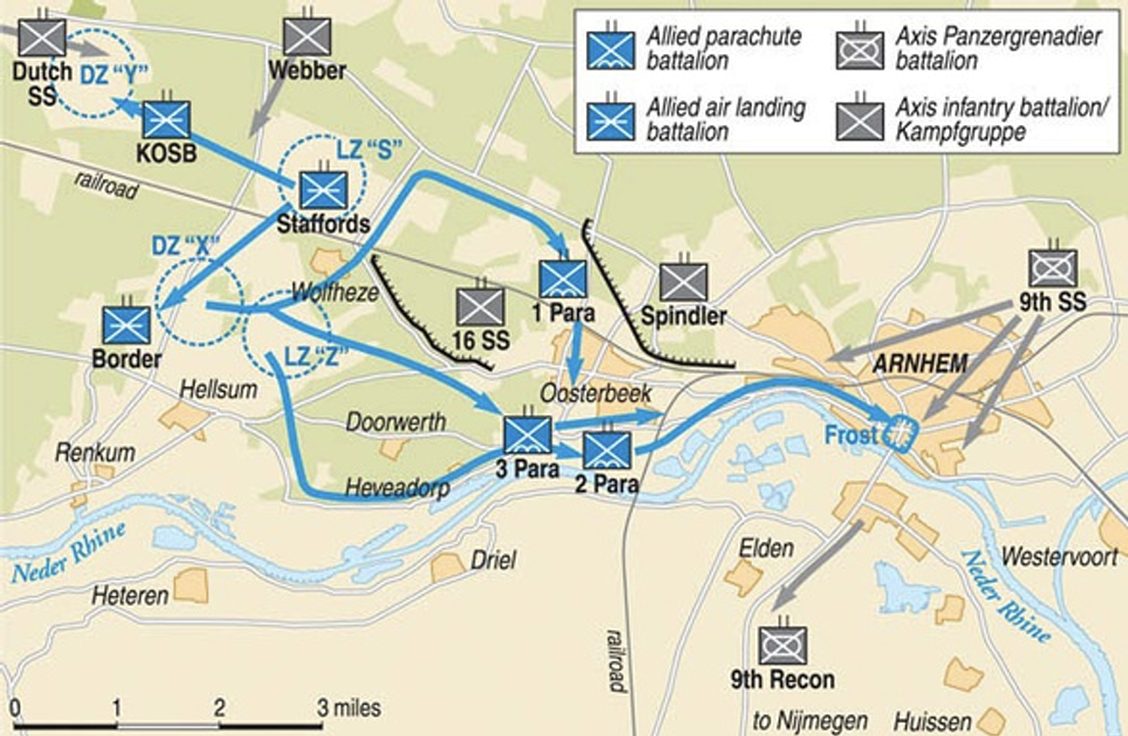 Allied parachute
battalion
Axis Panzergrenadier
battalion
Allied air landing
battalion
Axis infantry battalion/
Kampfgruppe
Dutch
SS
DZ “Y”
Webber
KOSB
LZ “S”
railroad
Staffords
DZ “X”
Wolfheze
16 SS
1 Para
Spindler
9th SS
Border
LZ “Z”
ARNHEM
Hellsum
Oosterbeek
Doorwerth
Frost
Renkum
3 Para
2 Para
Heveadorp
Neder Rhine
Driel
Elden
Westervoort
Heteren
Neder Rhine
railroad
9th Recon
to Nijmegen
Huissen
0 1 2 3 miles